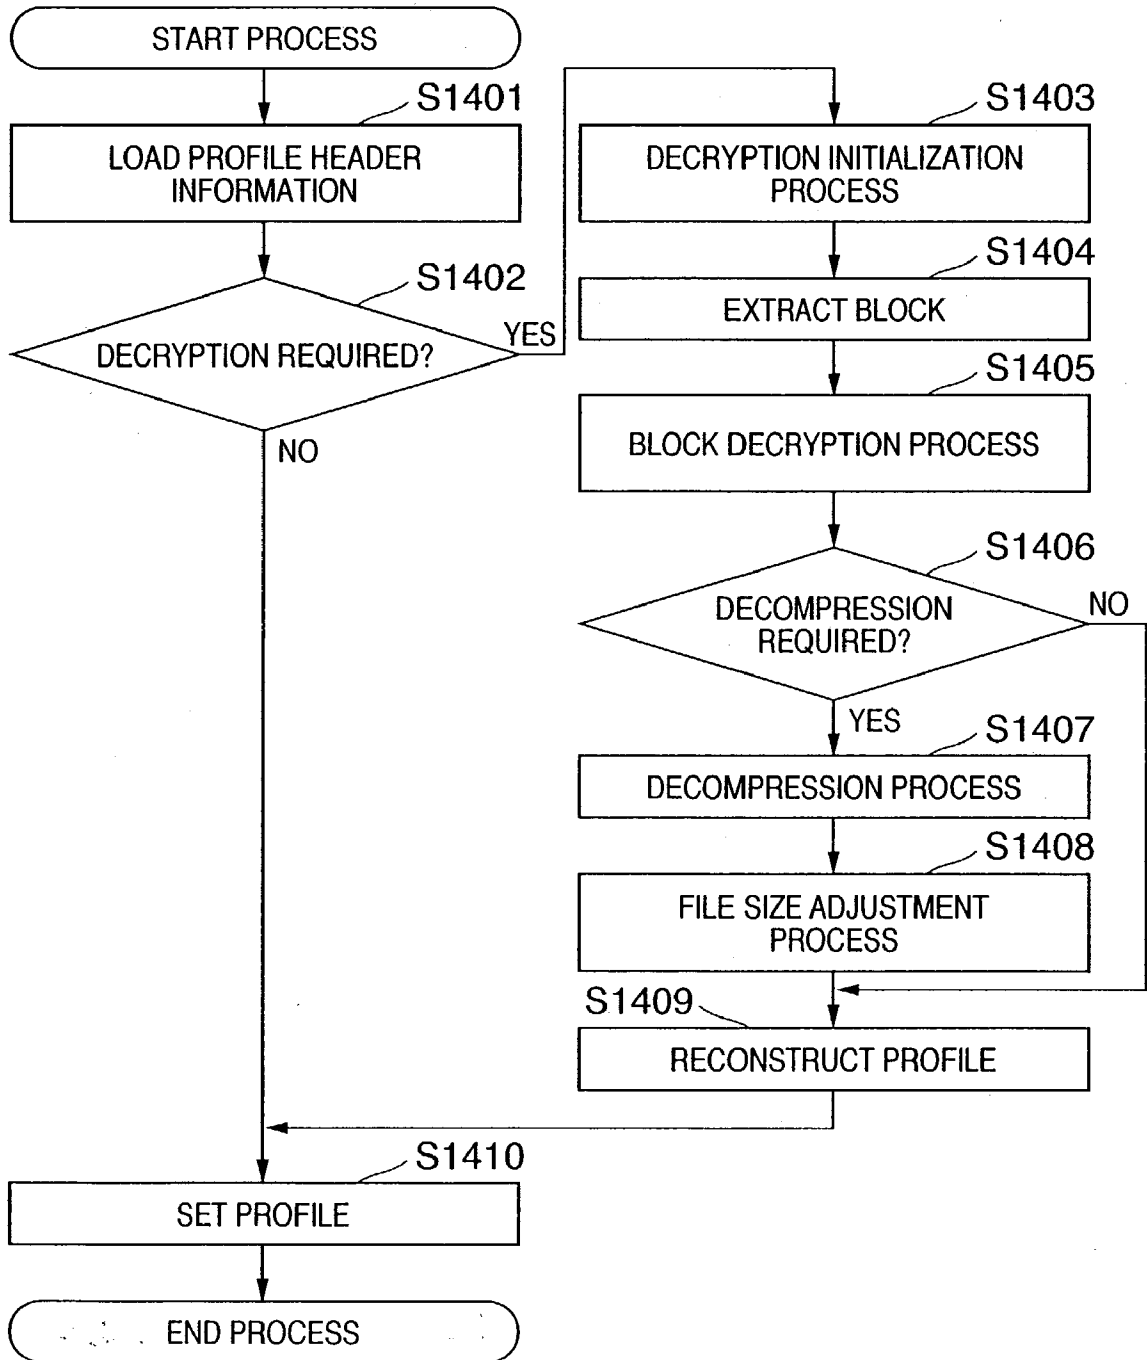 START PROCESS
S1401
LOAD PROFILE HEADER
INFORMATION
S1402
DECRYPTION REQUIRED?
YES
NO
S1403
DECRYPTION INITIALIZATION
PROCESS
S1404
EXTRACT BLOCK
S1405
BLOCK DECRYPTION PROCESS
S1406
DECOMPRESSION
REQUIRED?
NO
YES
S1407
DECOMPRESSION PROCESS
S1408
FILE SIZE ADJUSTMENT
PROCESS
S1409
RECONSTRUCT PROFILE
S1410
SET PROFILE
END PROCESS